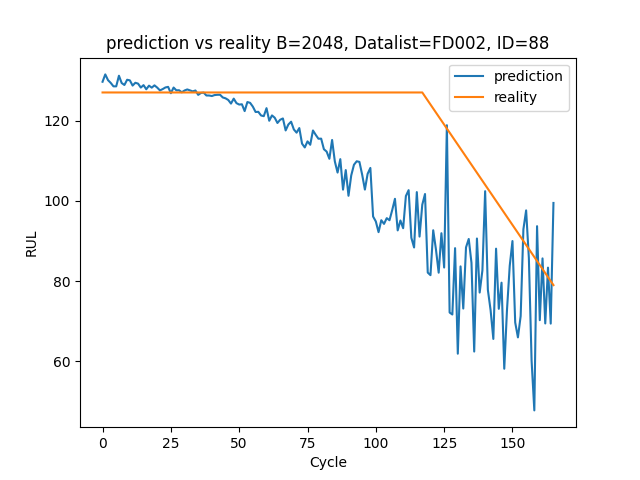 prediction vs reality B=2048, Datalist=FD002, ID=88
prediction
reality
120
100
80
60
RUL
0 25 50 75 100 125 150
Cycle